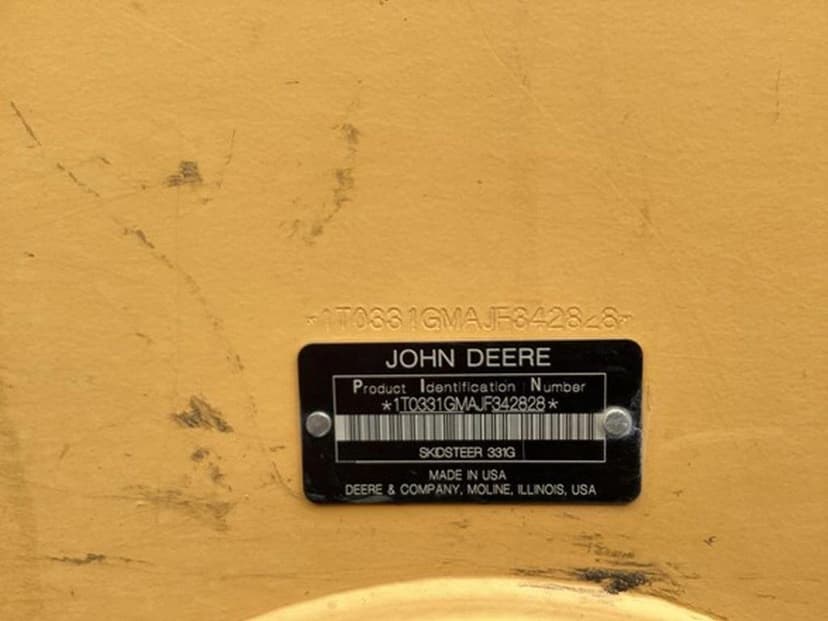 *1T0331GMAJF342828*
JOHN DEERE
Product Identification Number
*1T0331GMAJF342828*
SKIDSTEER 331G
MADE IN USA
DEERE & COMPANY, MOLINE, ILLINOIS, USA